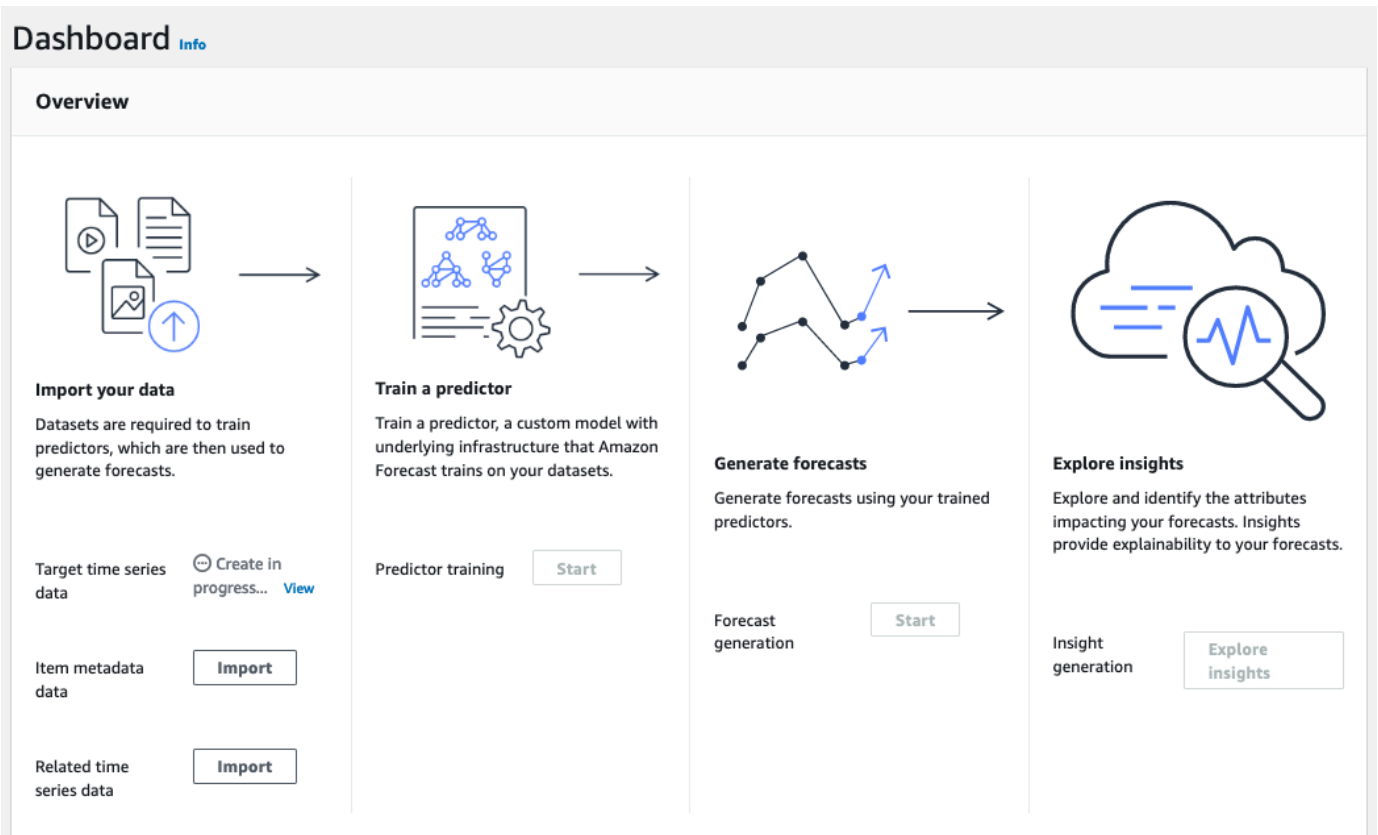 Dashboard Info
Overview
Import your data
Datasets are required to train
predictors, which are then used to
generate forecasts.
Target time series
data
Create in
progress... View
Item metadata
data
Import
Related time
series data
Import
Train a predictor
Train a predictor, a custom model with
underlying infrastructure that Amazon
Forecast trains on your datasets.
Predictor training
Start
Generate forecasts
Generate forecasts using your trained
predictors.
Forecast
generation
Start
Explore insights
Explore and identify the attributes
impacting your forecasts. Insights
provide explainability to your forecasts.
Insight
generation
Explore
insights